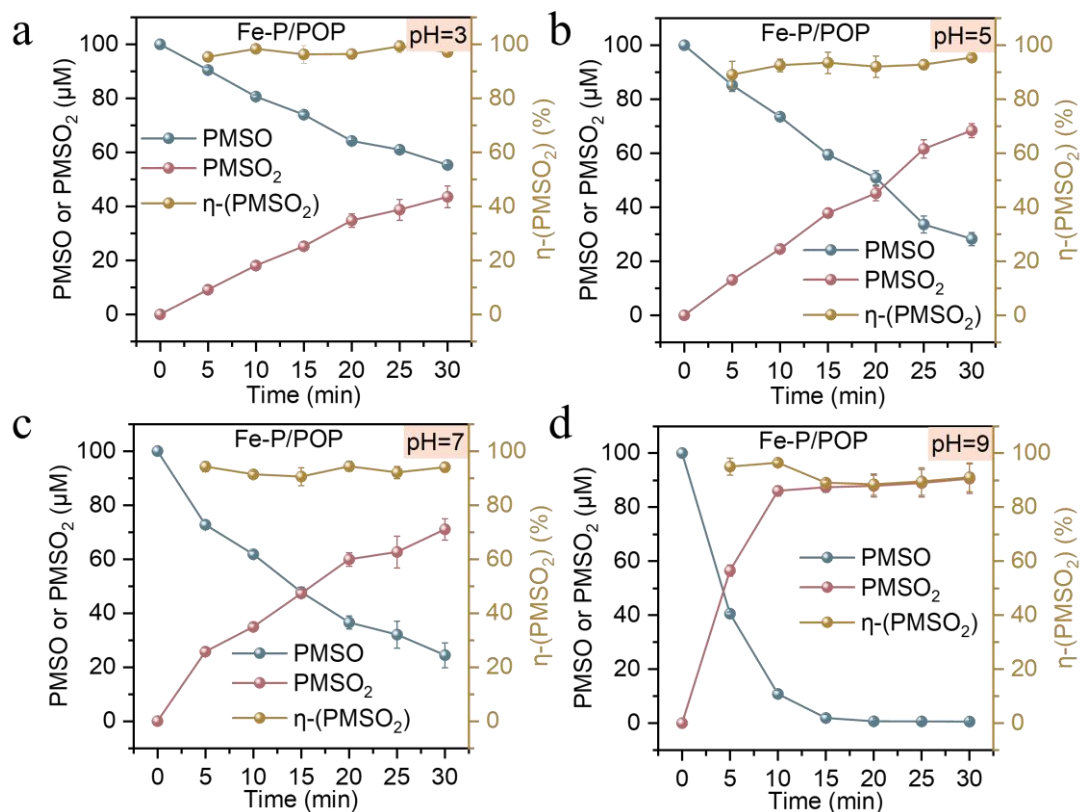 a
Fe-P/POP
pH=3
PMSO or PMSO₂ (μM)
100
80
60
40
20
0
PMSO
PMSO₂
η-(PMSO₂)
100
80
60
40
20
0
η-(PMSO₂) (%)
0 5 10 15 20 25 30
Time (min)
b
Fe-P/POP
pH=5
PMSO or PMSO₂ (μM)
100
80
60
40
20
0
PMSO
PMSO₂
η-(PMSO₂)
100
80
60
40
20
0
η-(PMSO₂) (%)
0 5 10 15 20 25 30
Time (min)
c
Fe-P/POP
pH=7
PMSO or PMSO₂ (μM)
100
80
60
40
20
0
PMSO
PMSO₂
η-(PMSO₂)
100
80
60
40
20
0
η-(PMSO₂) (%)
0 5 10 15 20 25 30
Time (min)
d
Fe-P/POP
pH=9
PMSO or PMSO₂ (μM)
100
80
60
40
20
0
PMSO
PMSO₂
η-(PMSO₂)
100
80
60
40
20
0
η-(PMSO₂) (%)
0 5 10 15 20 25 30
Time (min)